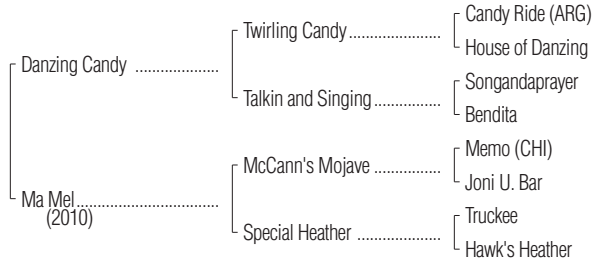 Candy Ride (ARG)
Twirling Candy....................
House of Danzing
Danzing Candy ...................
Songandaprayer
Talkin and Singing...............
Bendita
Memo (CHI)
McCann's Mojave ...............
Joni U. Bar
Ma Mel.................................
(2010)
Truckee
Special Heather ...................
Hawk's Heather